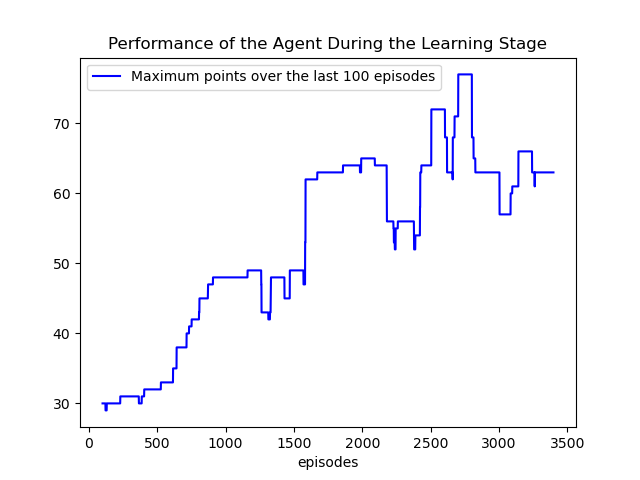 Performance of the Agent During the Learning Stage
Maximum points over the last 100 episodes
70
60
50
40
30
0 500 1000 1500 2000 2500 3000 3500
episodes